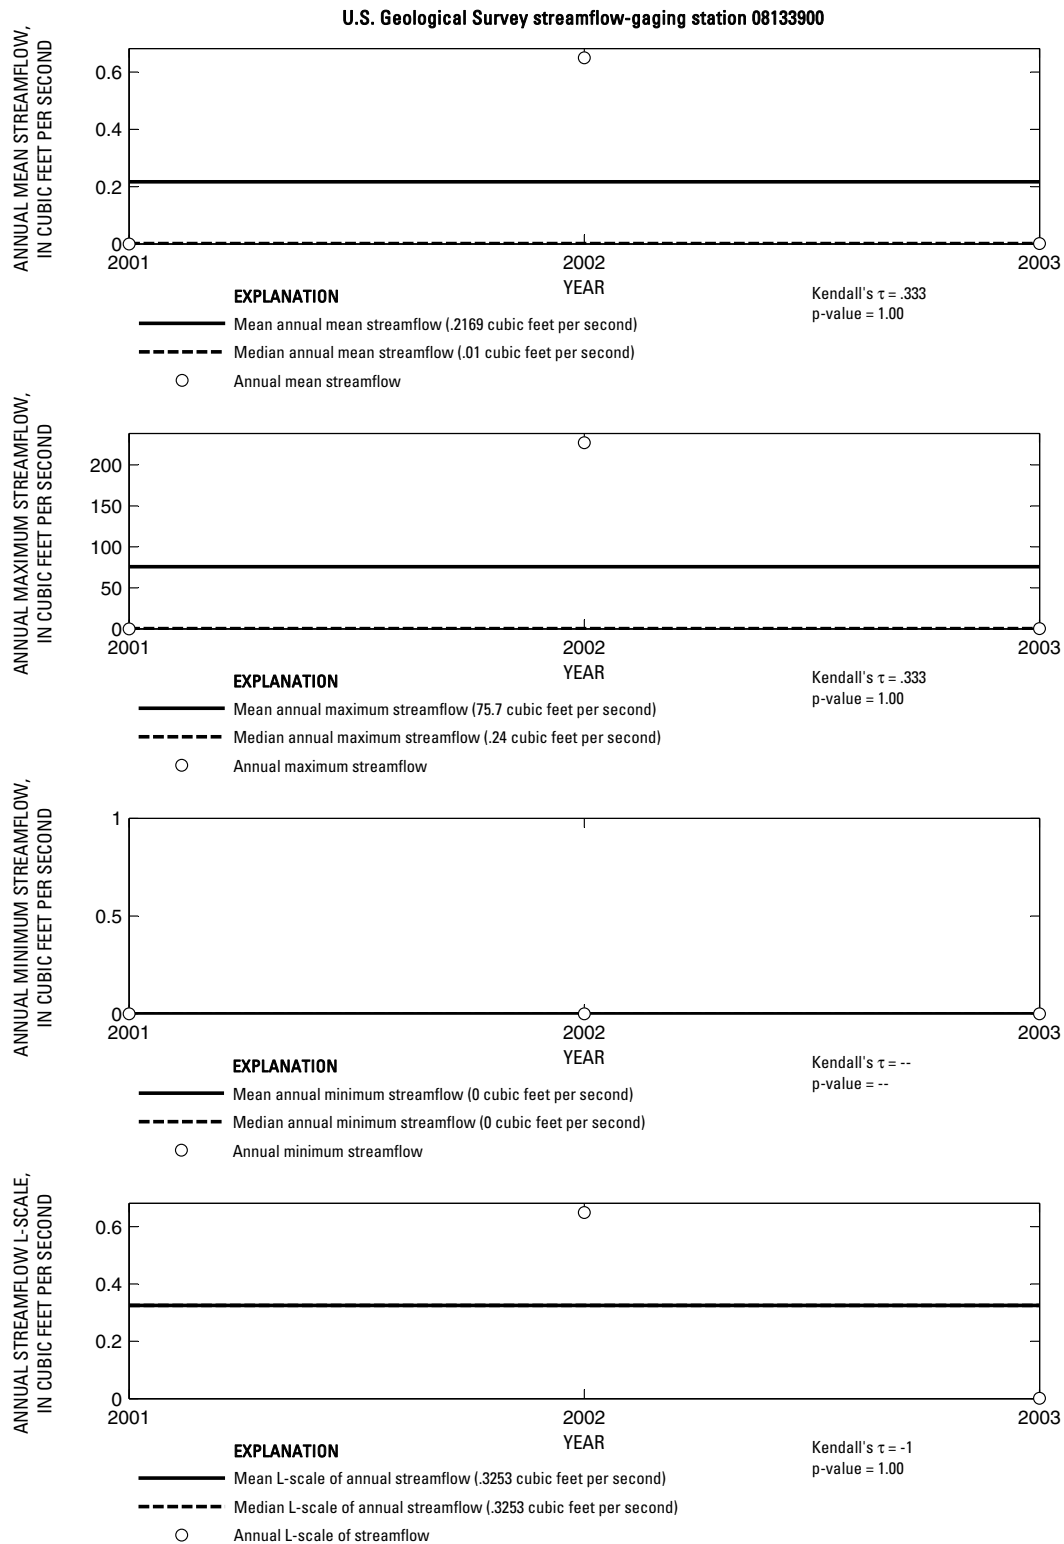 U.S. Geological Survey streamflow-gaging station 08133900
ANNUAL MEAN STREAMFLOW,
IN CUBIC FEET PER SECOND
0.6
0.4
0.2
0
2001
2002
2003
YEAR
EXPLANATION
Mean annual mean streamflow (.2169 cubic feet per second)
Median annual mean streamflow (.01 cubic feet per second)
Annual mean streamflow
Kendall's τ = .333
p-value = 1.00
ANNUAL MAXIMUM STREAMFLOW,
IN CUBIC FEET PER SECOND
200
150
100
50
0
2001
2002
2003
YEAR
EXPLANATION
Mean annual maximum streamflow (75.7 cubic feet per second)
Median annual maximum streamflow (.24 cubic feet per second)
Annual maximum streamflow
Kendall's τ = .333
p-value = 1.00
ANNUAL MINIMUM STREAMFLOW,
IN CUBIC FEET PER SECOND
1
0.5
0
2001
2002
2003
YEAR
EXPLANATION
Mean annual minimum streamflow (0 cubic feet per second)
Median annual minimum streamflow (0 cubic feet per second)
Annual minimum streamflow
Kendall's τ = --
p-value = --
ANNUAL STREAMFLOW L-SCALE,
IN CUBIC FEET PER SECOND
0.6
0.4
0.2
0
2001
2002
2003
YEAR
EXPLANATION
Mean L-scale of annual streamflow (.3253 cubic feet per second)
Median L-scale of annual streamflow (.3253 cubic feet per second)
Annual L-scale of streamflow
Kendall's τ = -1
p-value = 1.00